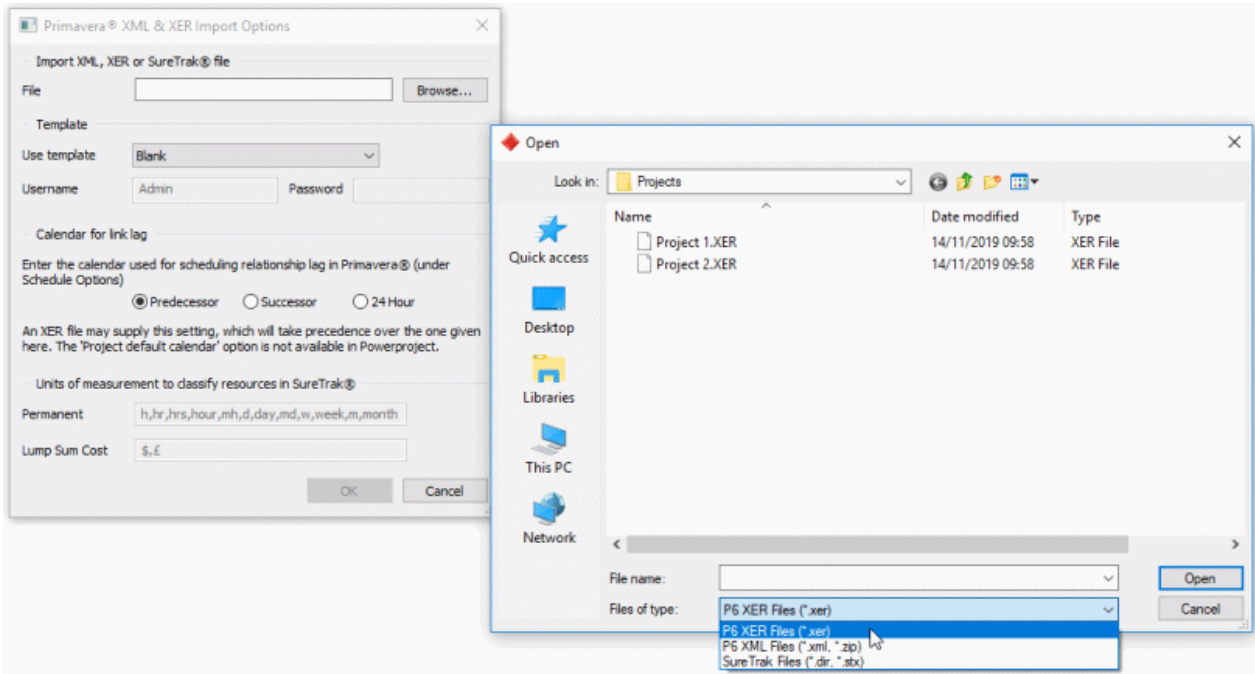 Primavera® XML & XER Import Options
Import XML, XER or SureTrak® file
File
Browse...
Template
Use template Blank
Username Admin Password
Calendar for link lag
Enter the calendar used for scheduling relationship lag in Primavera® (under
Schedule Options)
Predecessor Successor 24 Hour
An XER file may supply this setting, which will take precedence over the one given
here. The 'Project default calendar' option is not available in Powerproject.
Units of measurement to classify resources in SureTrak®
Permanent h,hr,hrs,hour,mh,d,day,md,w,week,m,month
Lump Sum Cost $,£
OK Cancel
Open
Look in: Projects
Quick access
Desktop
Libraries
This PC
Network
Name Date modified Type
Project 1.XER 14/11/2019 09:58 XER File
Project 2.XER 14/11/2019 09:58 XER File
File name: Open
Files of type: P6 XER Files (*.xer) Cancel
P6 XER Files (*.xer)
P6 XML Files (*.xml, *.zip)
SureTrak Files (*.dir, *.stx)